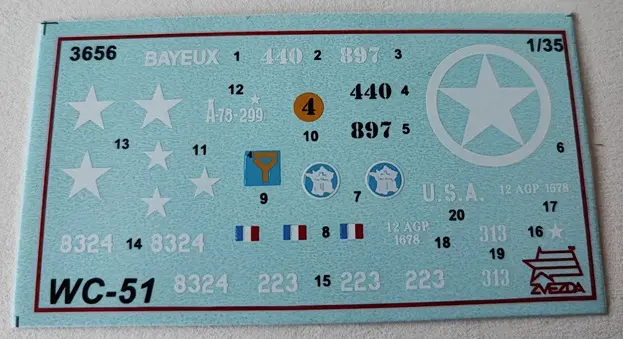 3656 BAYEUX 1 440 2 897 3 1/35
12 A-78-299 4 440 4
13 11 10 897 5
6
9 7 U.S.A. 12 AGP 1678
8324 14 8324 8 12 AGP 1678 18 20 17
313 16
19
WC-51 8324 223 15 223 223 313 ZVEZDA